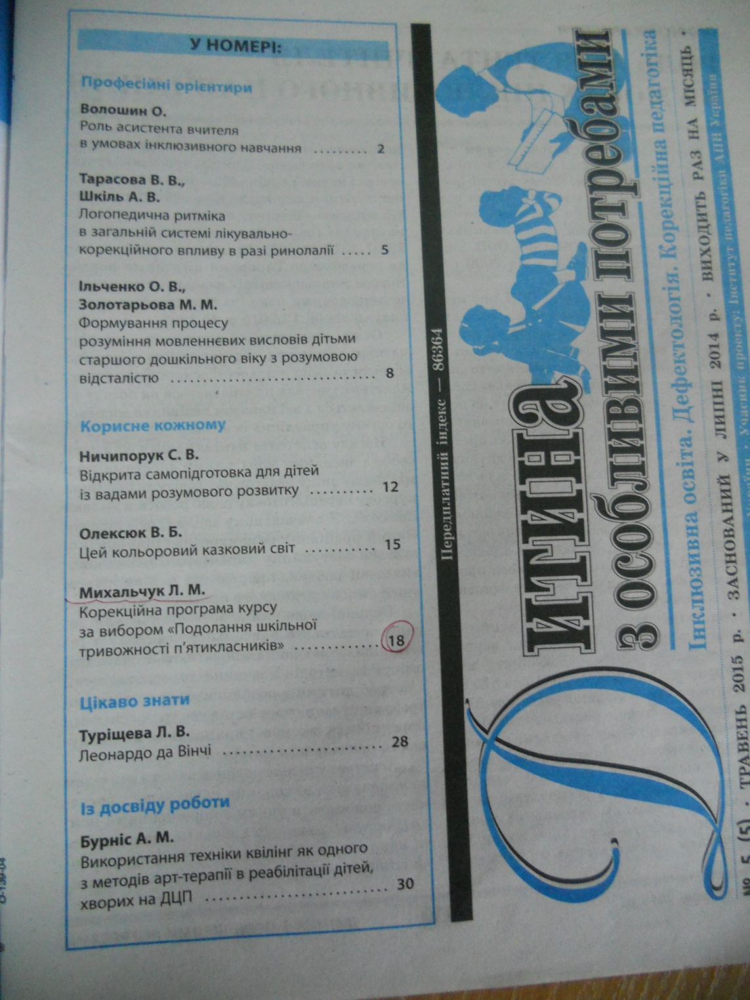 У НОМЕРІ:
Професійні орієнтири
Волошин О.
Роль асистента вчителя
в умовах інклюзивного навчання ......... 2
Тарасова В. В.,
Шкіль А. В.
Логопедична ритміка
в загальній системі лікувально-
корекційного впливу в разі ринолалії ..... 5
Ільченко О. В.,
Золотарьова М. М.
Формування процесу
розуміння мовленнєвих висловів дітьми
старшого дошкільного віку з розумовою
відсталістю .............................. 8
Корисне кожному
Ничипорук С. В.
Відкрита самопідготовка для дітей
із вадами розумового розвитку .......... 12
Олексюк В. Б.
Цей кольоровий казковий світ ........... 15
Михальчук Л. М.
Корекційна програма курсу
за вибором «Подолання шкільної
тривожності п’ятикласників» ............. 18
Цікаво знати
Туріщева Л. В.
Леонардо да Вінчі ........................ 28
Із досвіду роботи
Бурніс А. М.
Використання техніки квілінг як одного
з методів арт-терапії в реабілітації дітей,
хворих на ДЦП ........................... 30
Передплатний індекс — 86364
Дитина
з особливими потребами
Інклюзивна освіта. Дефектологія. Корекційна педагогіка
№ 5 (5) • ТРАВЕНЬ 2015 р. • ЗАСНОВАНИЙ У ЛИПНІ 2014 р. • ВИХОДИТЬ РАЗ НА МІСЯЦЬ •
• Учасник проекту: Інститут педагогіки АПН України